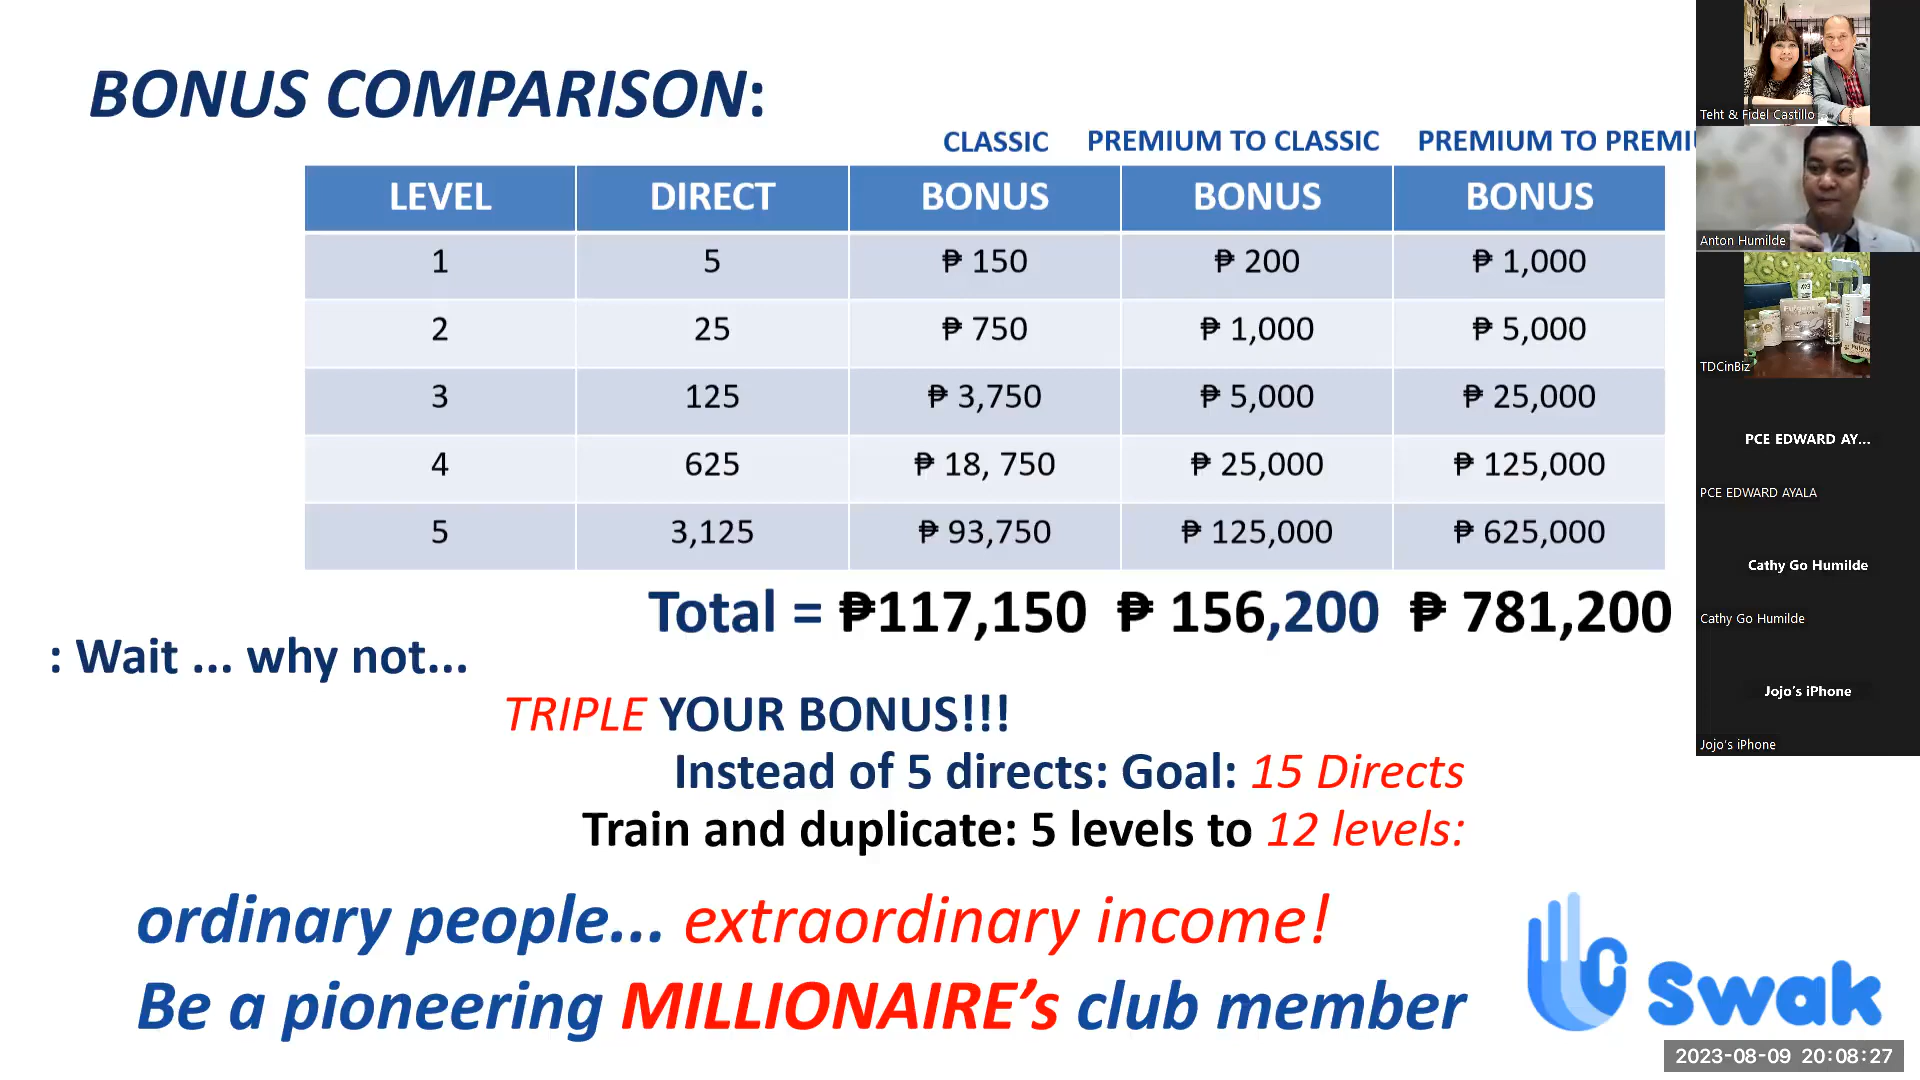 BONUS COMPARISON:
CLASSIC PREMIUM TO CLASSIC PREMIUM TO PREMI
LEVEL DIRECT BONUS BONUS BONUS
1 5 ₱ 150 ₱ 200 ₱ 1,000
2 25 ₱ 750 ₱ 1,000 ₱ 5,000
3 125 ₱ 3,750 ₱ 5,000 ₱ 25,000
4 625 ₱ 18, 750 ₱ 25,000 ₱ 125,000
5 3,125 ₱ 93,750 ₱ 125,000 ₱ 625,000
Total = ₱117,150 ₱ 156,200 ₱ 781,200
: Wait ... why not...
TRIPLE YOUR BONUS!!!
Instead of 5 directs: Goal: 15 Directs
Train and duplicate: 5 levels to 12 levels:
ordinary people... extraordinary income!
Be a pioneering MILLIONAIRE’s club member
Swak
Teht & Fidel Castillo
Anton Humilde
TDCinBiz
PCE EDWARD AY...
PCE EDWARD AYALA
Cathy Go Humilde
Cathy Go Humilde
Jojo’s iPhone
Jojo's iPhone
2023-08-09 20:08:27